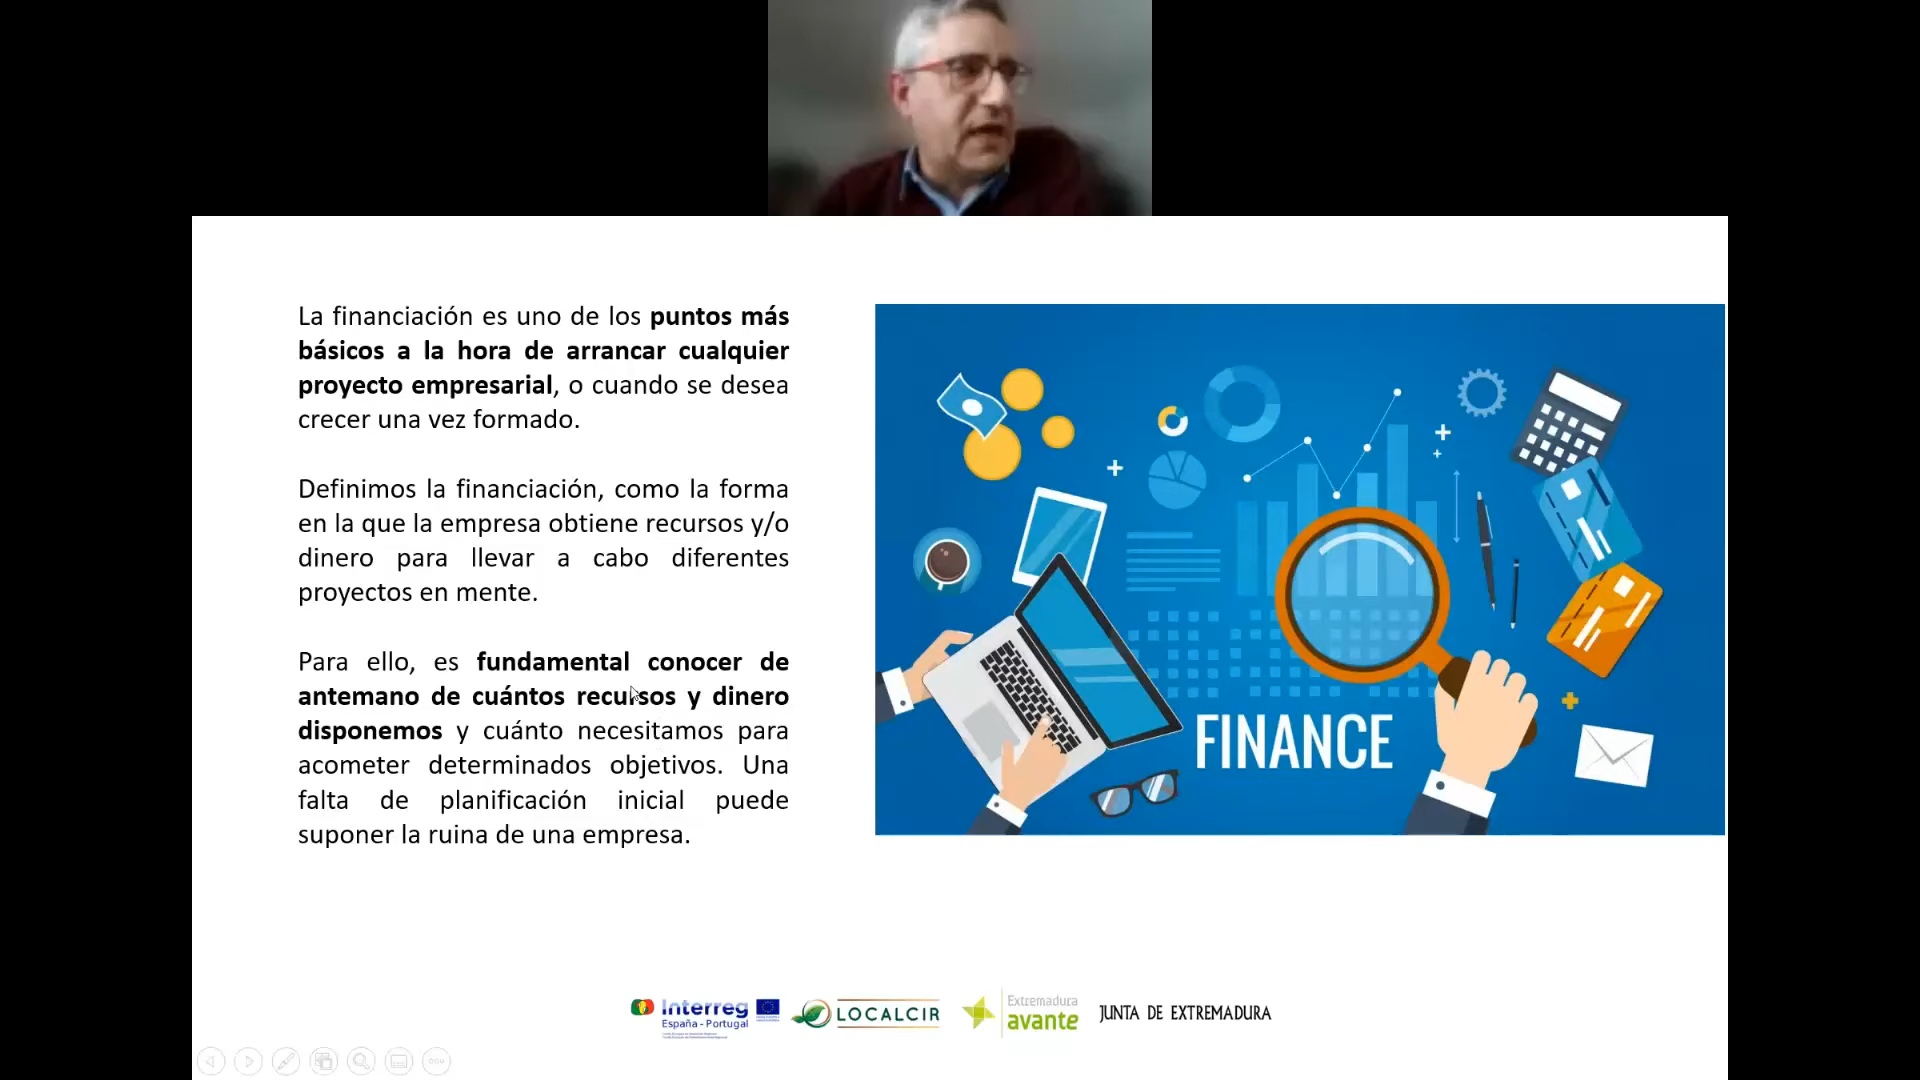 La financiación es uno de los puntos más
básicos a la hora de arrancar cualquier
proyecto empresarial, o cuando se desea
crecer una vez formado.
Definimos la financiación, como la forma
en la que la empresa obtiene recursos y/o
dinero para llevar a cabo diferentes
proyectos en mente.
Para ello, es fundamental conocer de
antemano de cuántos recursos y dinero
disponemos y cuánto necesitamos para
acometer determinados objetivos. Una
falta de planificación inicial puede
suponer la ruina de una empresa.
FINANCE
Interreg
España - Portugal
LOCALCIR
Extremadura
avante
JUNTA DE EXTREMADURA